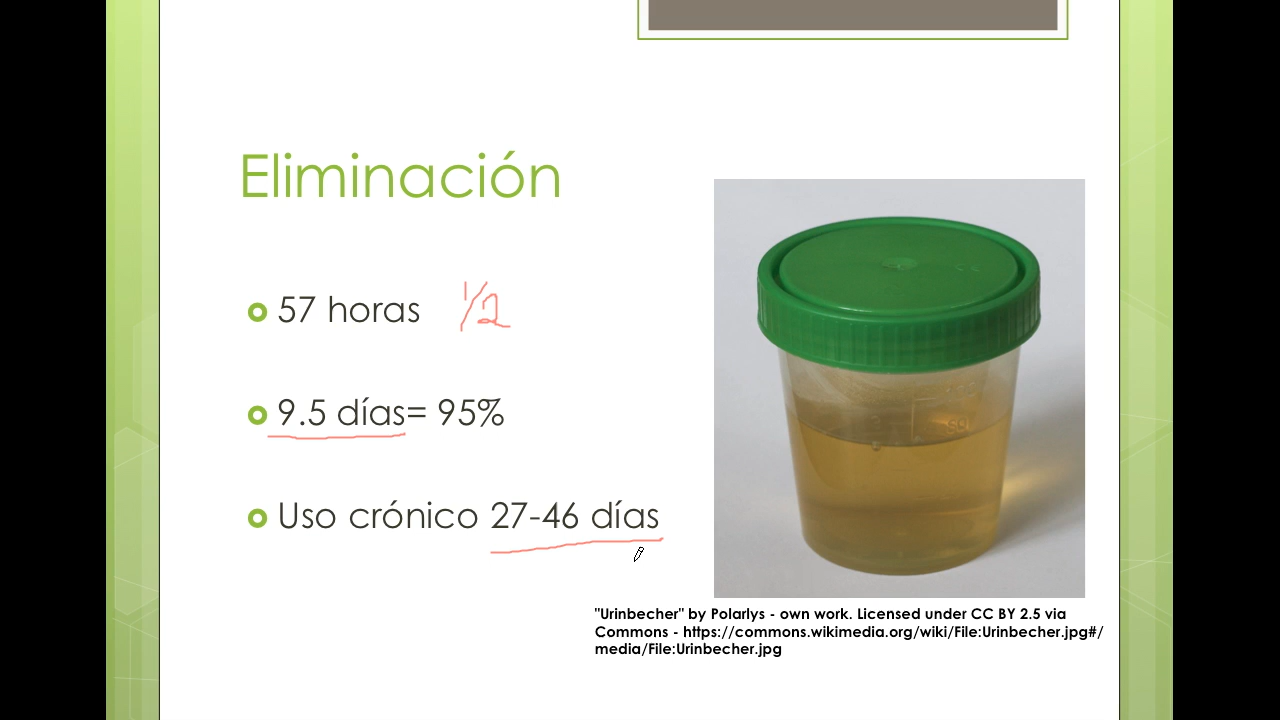 Eliminación
57 horas 1/2
9.5 días= 95%
Uso crónico 27-46 días
"Urinbecher" by Polarlys - own work. Licensed under CC BY 2.5 via
Commons - https://commons.wikimedia.org/wiki/File:Urinbecher.jpg#/
media/File:Urinbecher.jpg